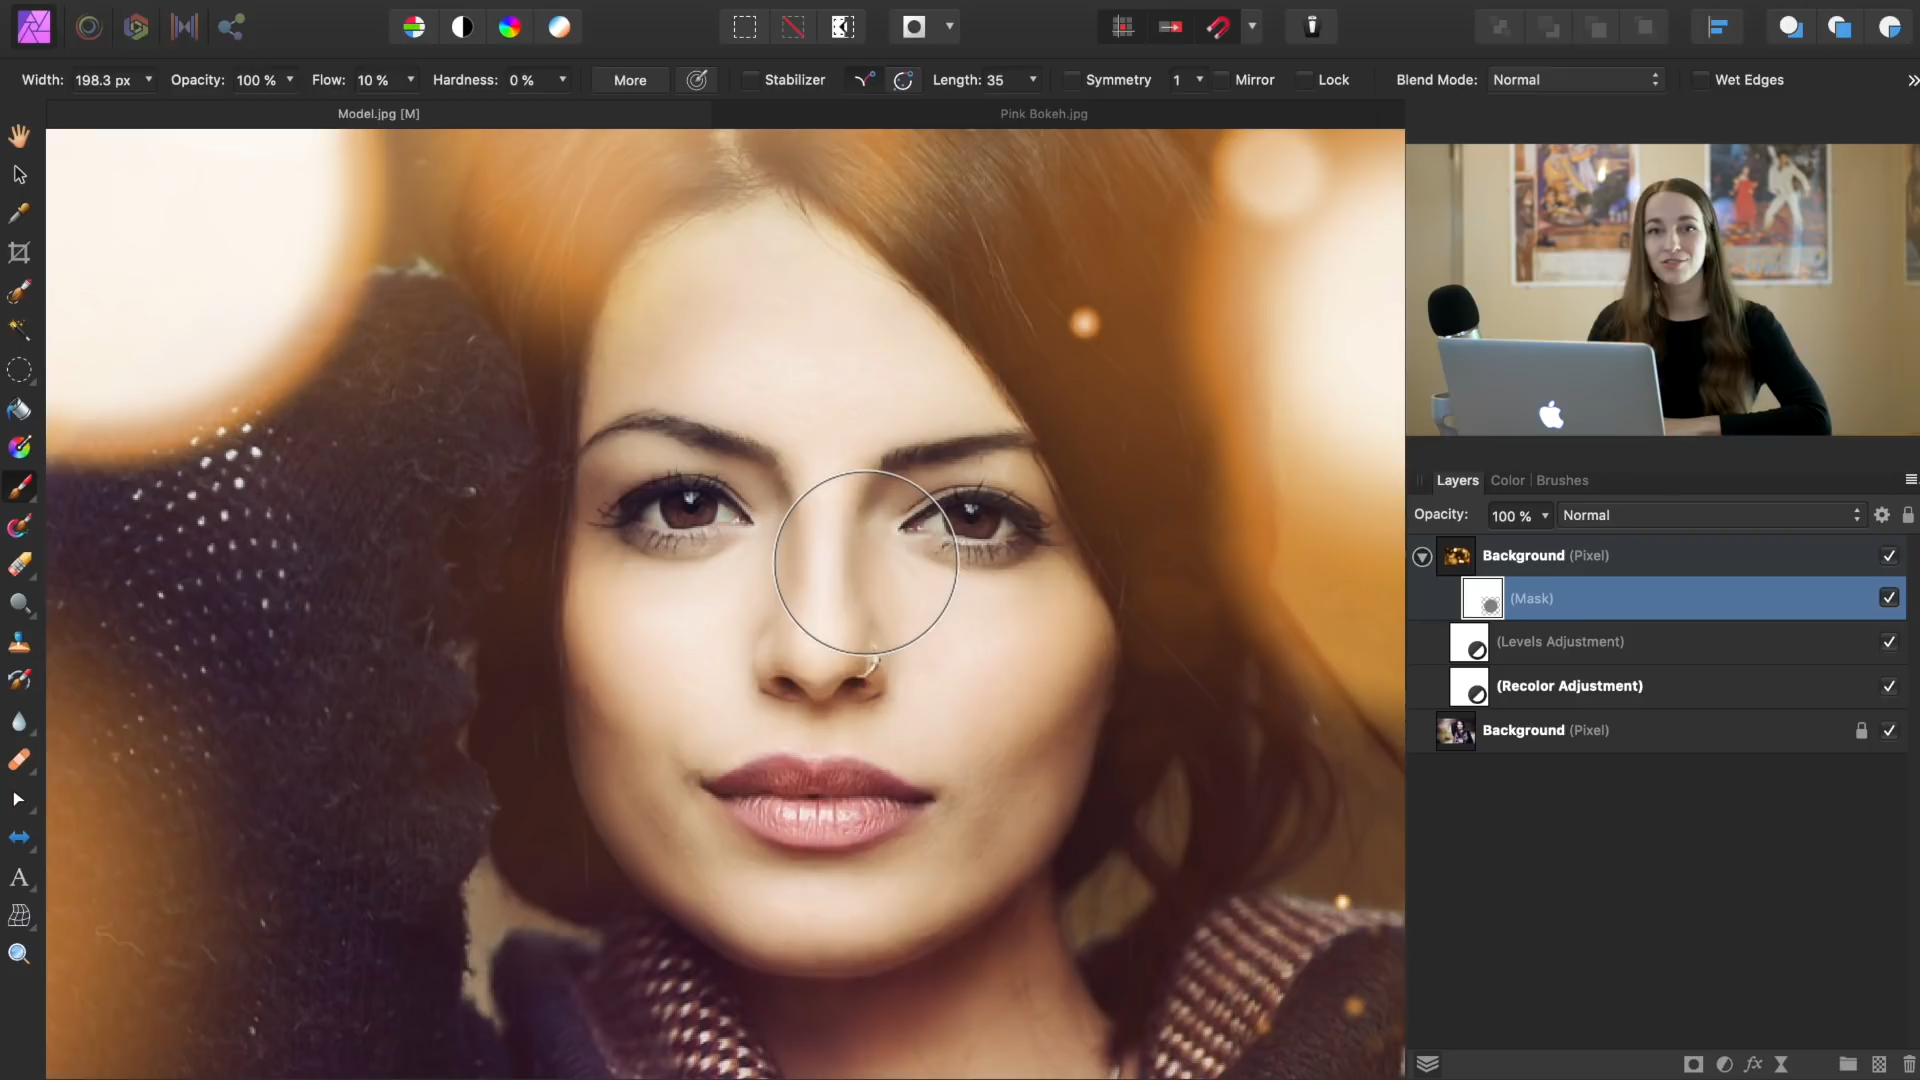 Width: 198.3 px Opacity: 100 % Flow: 10 % Hardness: 0 % More Stabilizer Length: 35 Symmetry 1 Mirror Lock Blend Mode: Normal Wet Edges
Model.jpg [M] Pink Bokeh.jpg
Layers Color Brushes
Opacity: 100 % Normal
Background (Pixel)
(Mask)
(Levels Adjustment)
(Recolor Adjustment)
Background (Pixel)